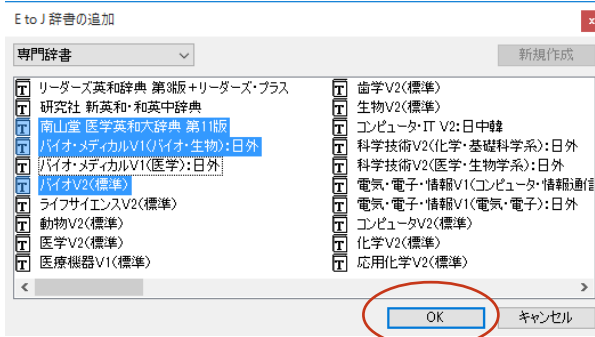 E to J 辞書の追加
x
専門辞書
新規作成
リーダーズ英和辞典 第3版+リーダーズ・プラス
研究社 新英和・和英中辞典
南山堂 医学英和大辞典 第11版
バイオ・メディカルV1(バイオ・生物):日外
バイオ・メディカルV1(医学):日外
バイオV2(標準)
ライフサイエンスV2(標準)
動物V2(標準)
医学V2(標準)
医療機器V1(標準)
歯学V2(標準)
生物V2(標準)
コンピュータ・IT V2:日中韓
科学技術V2(化学・基礎科学系):日外
科学技術V2(医学・生物学系):日外
電気・電子・情報V1(コンピュータ・情報通信
電気・電子・情報V1(電気・電子):日外
コンピュータV2(標準)
化学V2(標準)
応用化学V2(標準)
OK
キャンセル